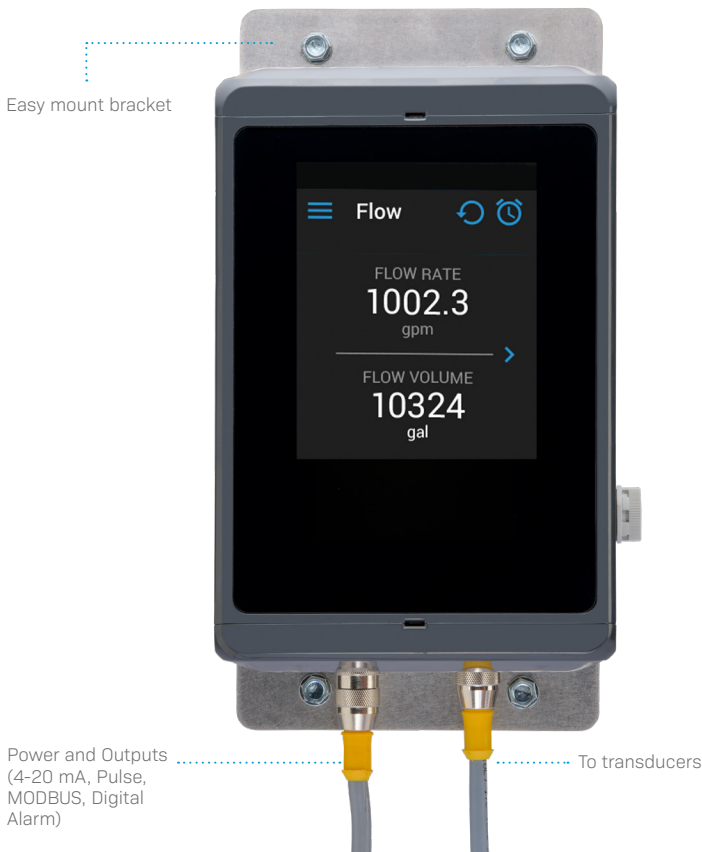 Easy mount bracket
Flow
FLOW RATE
1002.3
gpm
FLOW VOLUME
10324
gal
Power and Outputs
(4-20 mA, Pulse,
MODBUS, Digital
Alarm)
To transducers